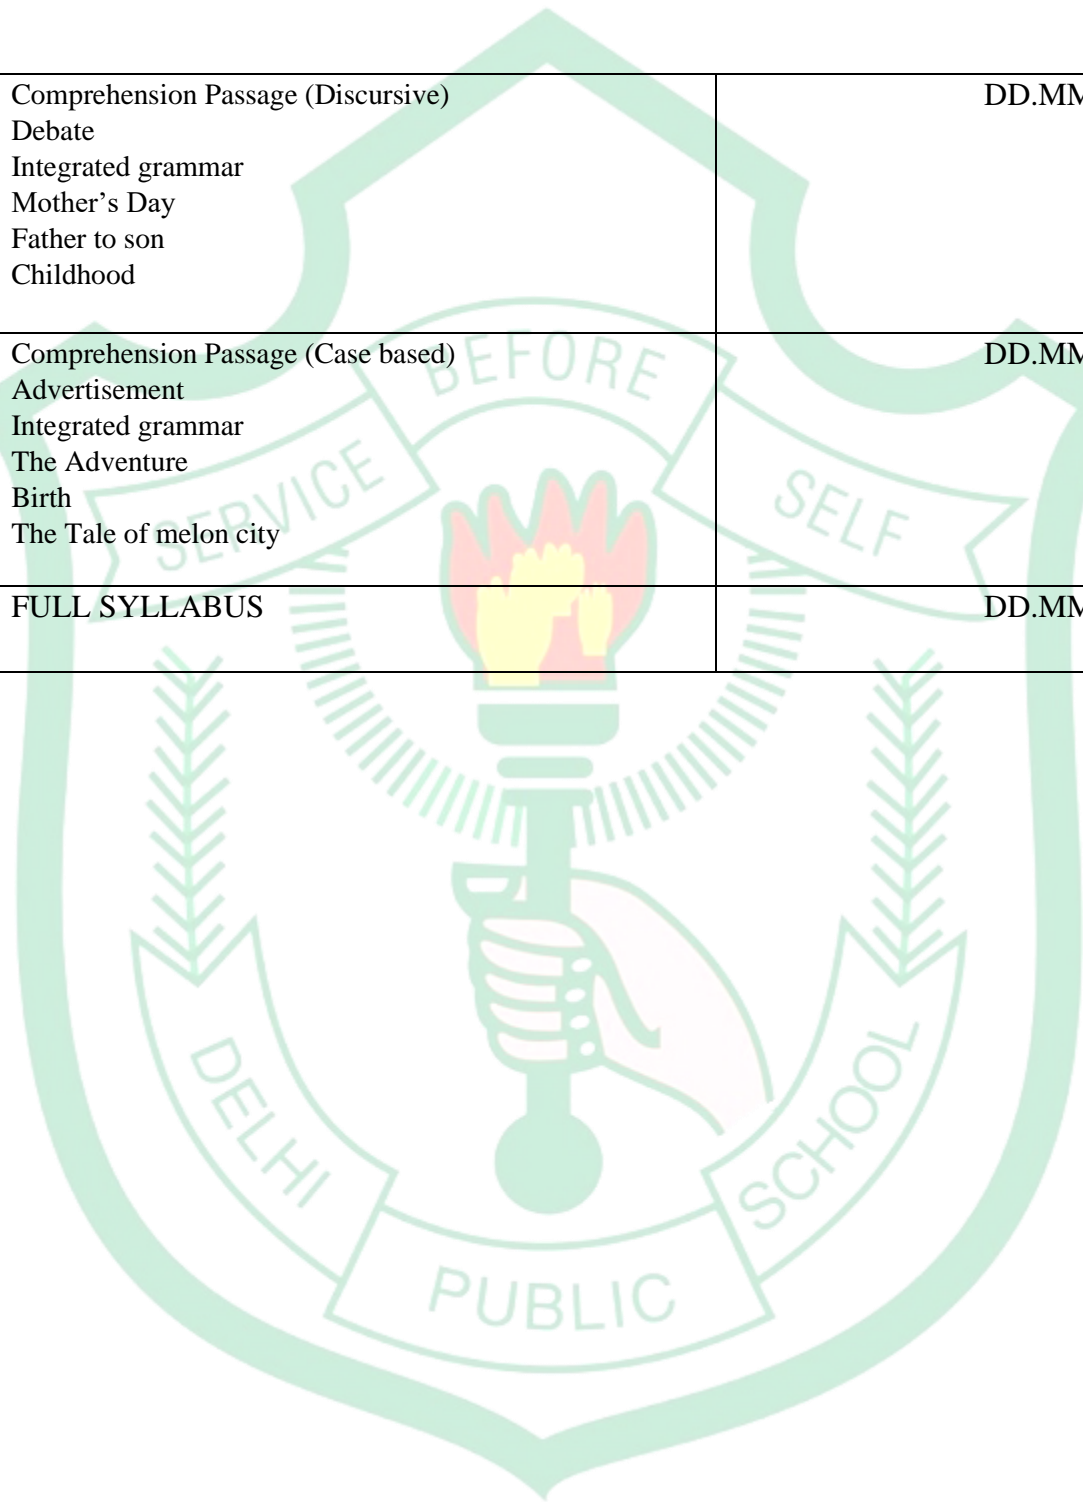 Comprehension Passage (Discursive)
DD.MM
Debate
Integrated grammar
Mother’s Day
Father to son
Childhood
Comprehension Passage (Case based)
DD.MM
Advertisement
Integrated grammar
The Adventure
Birth
The Tale of melon city
FULL SYLLABUS
DD.MM
SERVICE BEFORE SELF
DELHI PUBLIC SCHOOL